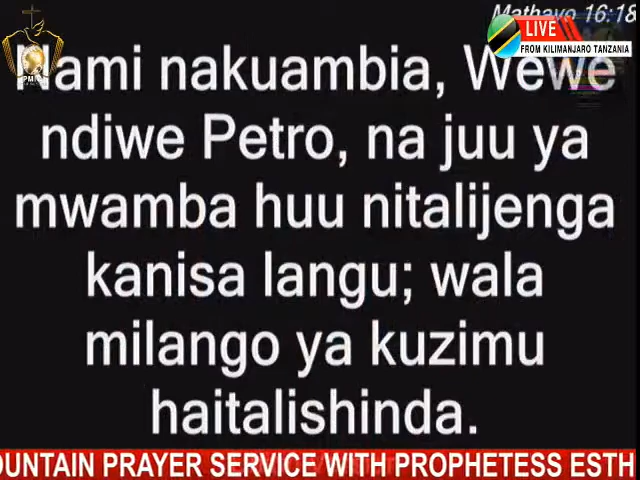 Mathayo 16:18
LIVE
FROM KILIMANJARO TANZANIA
Nami nakuambia, Wewe
ndiwe Petro, na juu ya
mwamba huu nitalijenga
kanisa langu; wala
milango ya kuzimu
haitalishinda.
OUNTAIN PRAYER SERVICE WITH PROPHETESS ESTH